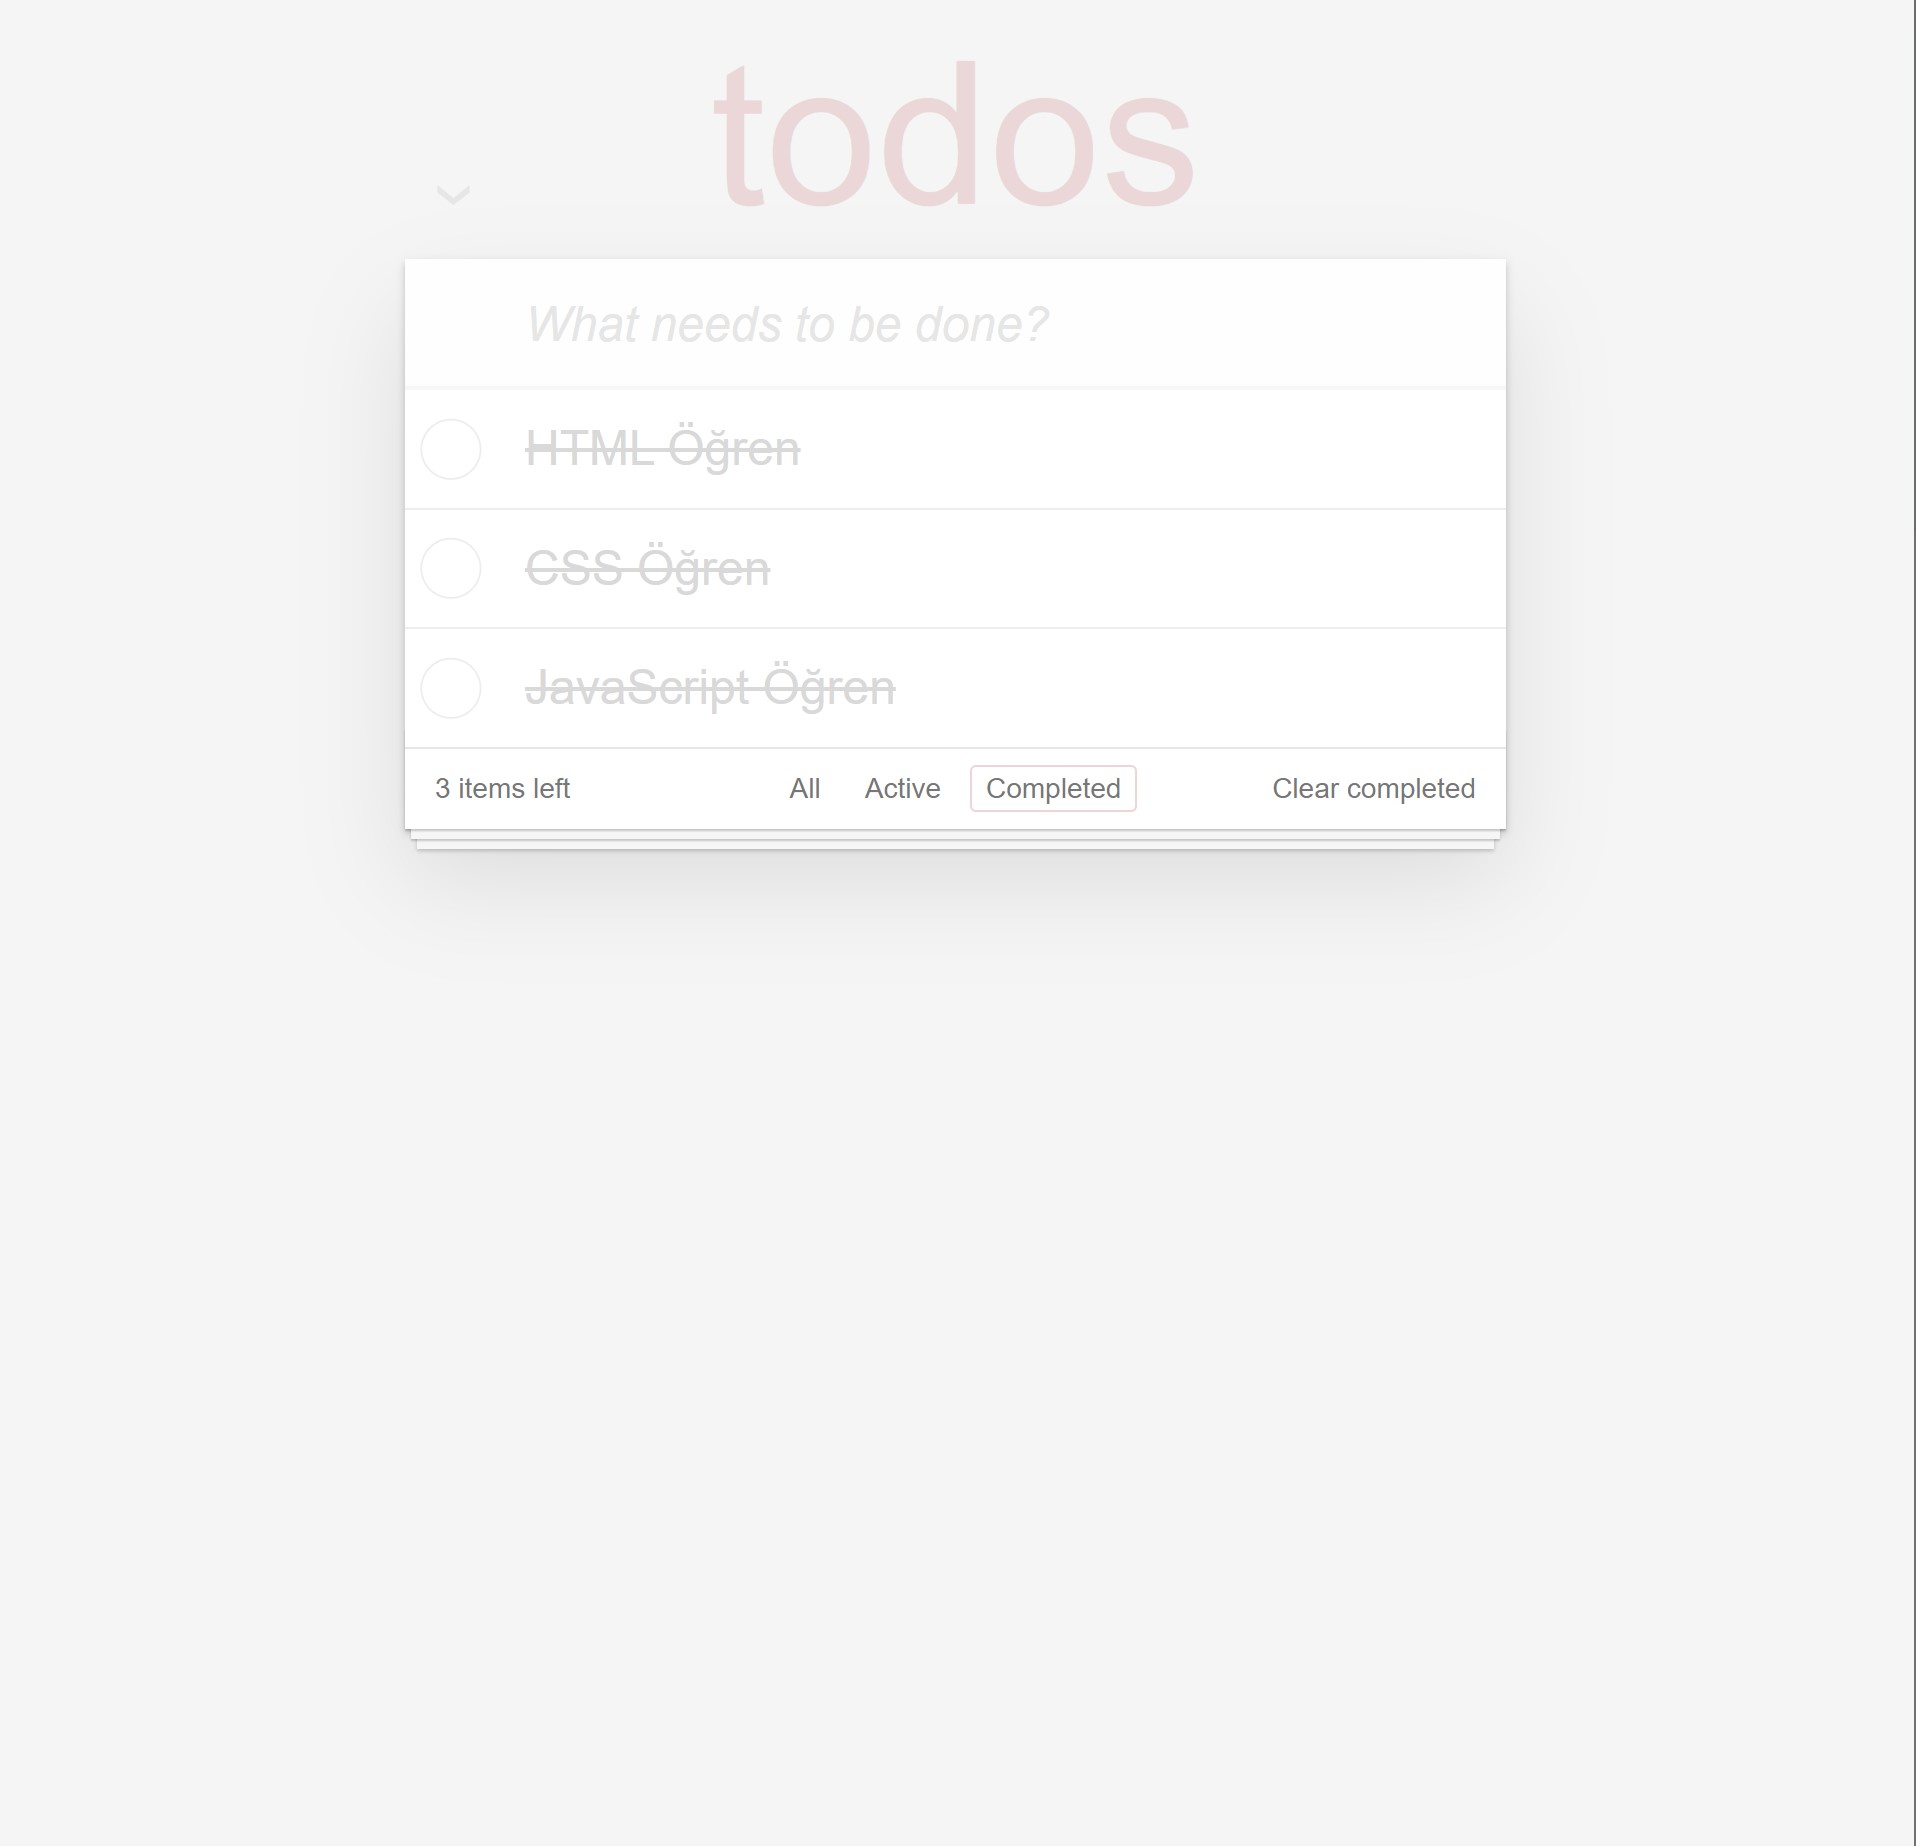 todos
What needs to be done?
HTML Öğren
CSS Öğren
JavaScript Öğren
3 items left All Active Completed Clear completed